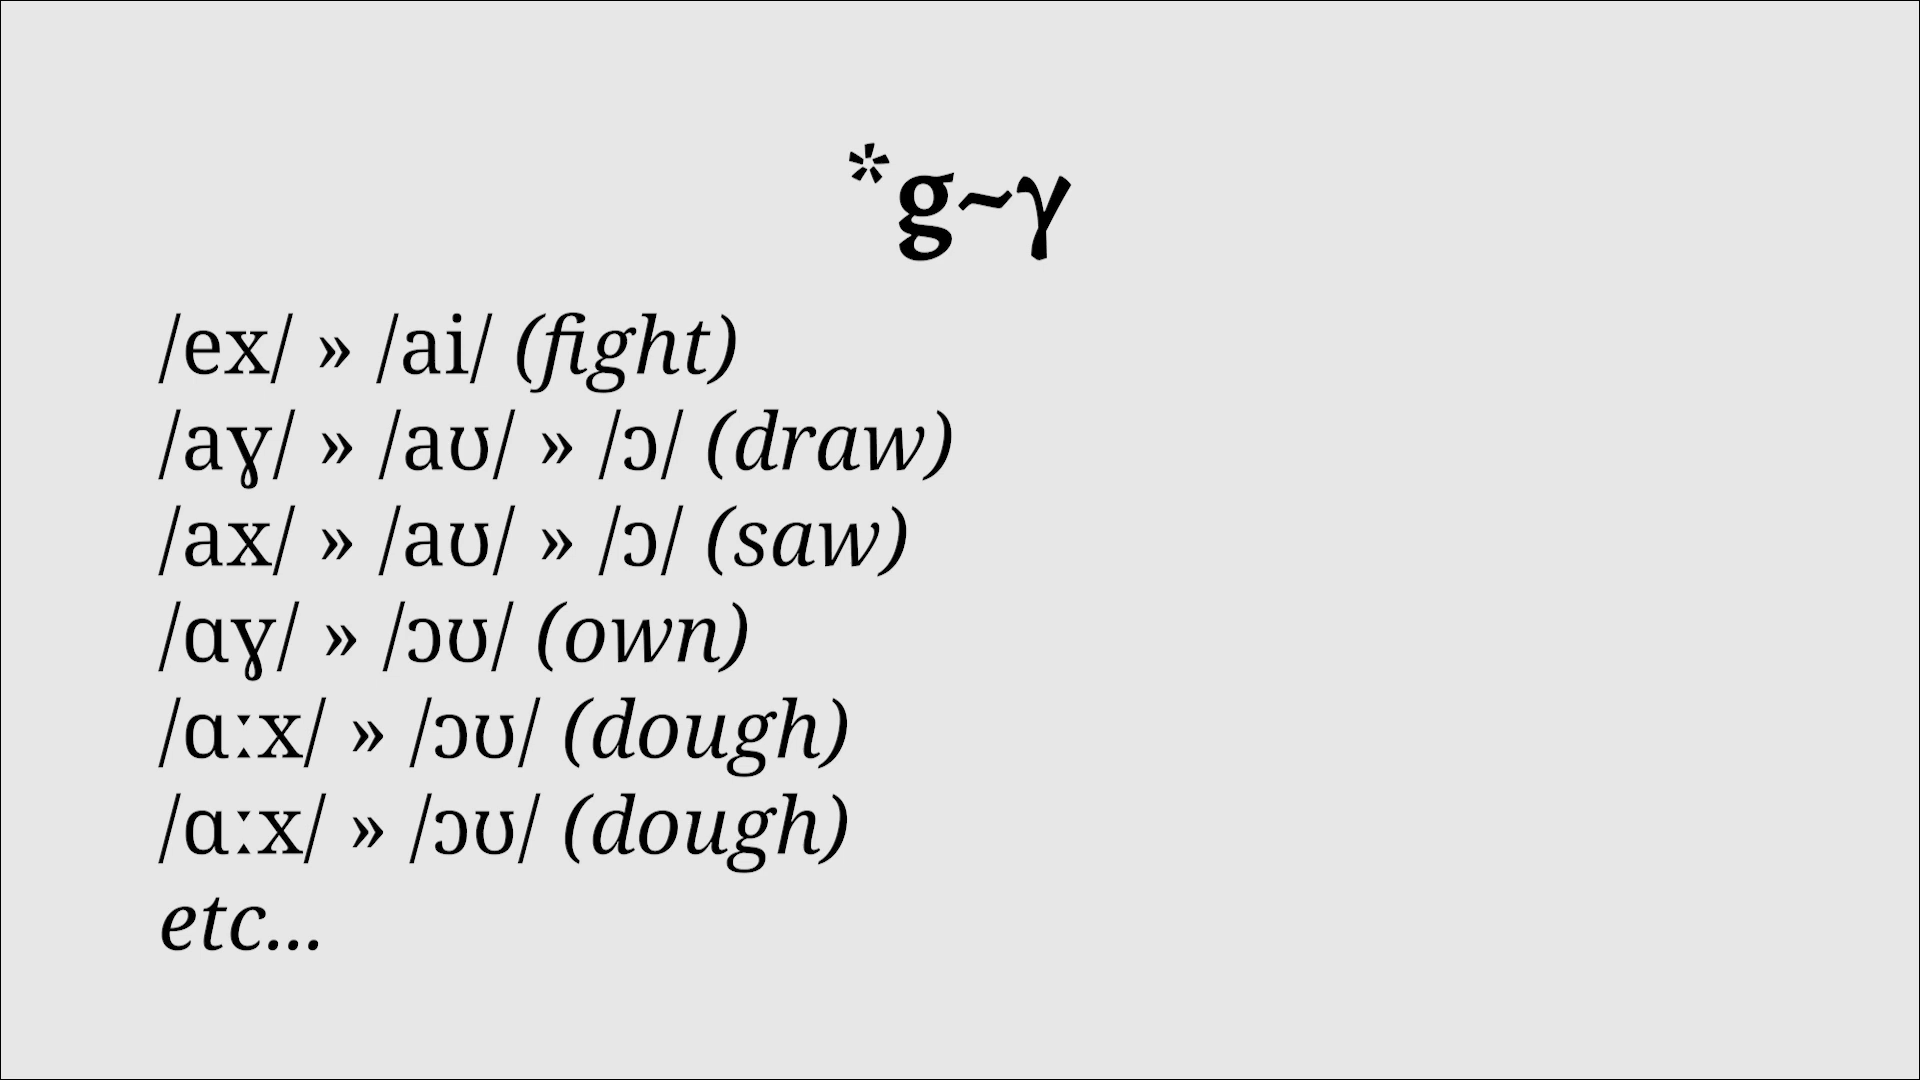 *g~γ
/ex/ » /ai/ (fight)
/aɣ/ » /aʊ/ » /ɔ/ (draw)
/ax/ » /aʊ/ » /ɔ/ (saw)
/ɑɣ/ » /ɔʊ/ (own)
/ɑːx/ » /ɔʊ/ (dough)
/ɑːx/ » /ɔʊ/ (dough)
etc...